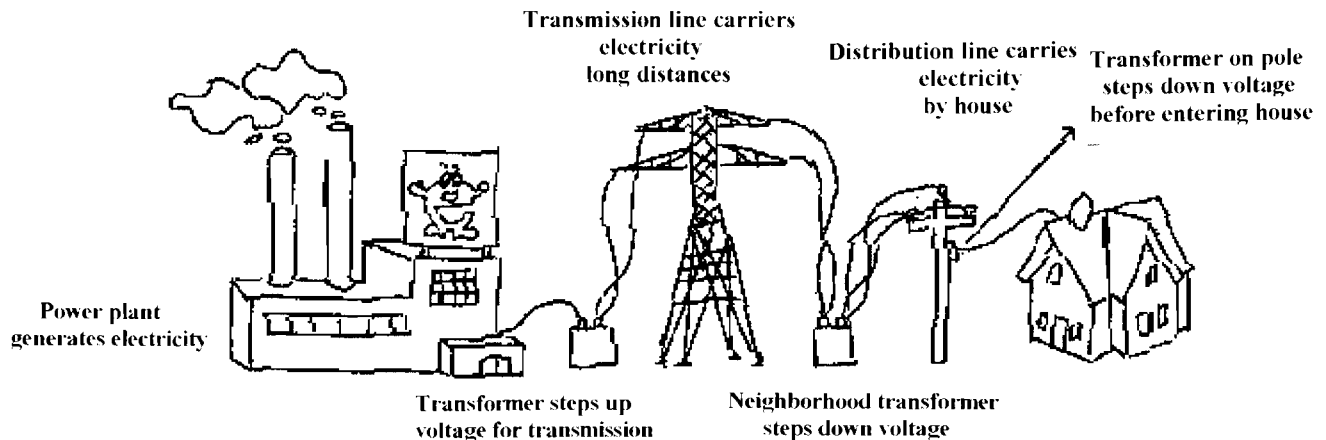 Transmission line carriers
electricity
long distances
Distribution line carries
electricity
by house
Transformer on pole
steps down voltage
before entering house
Power plant
generates electricity
Transformer steps up
voltage for transmission
Neighborhood transformer
steps down voltage